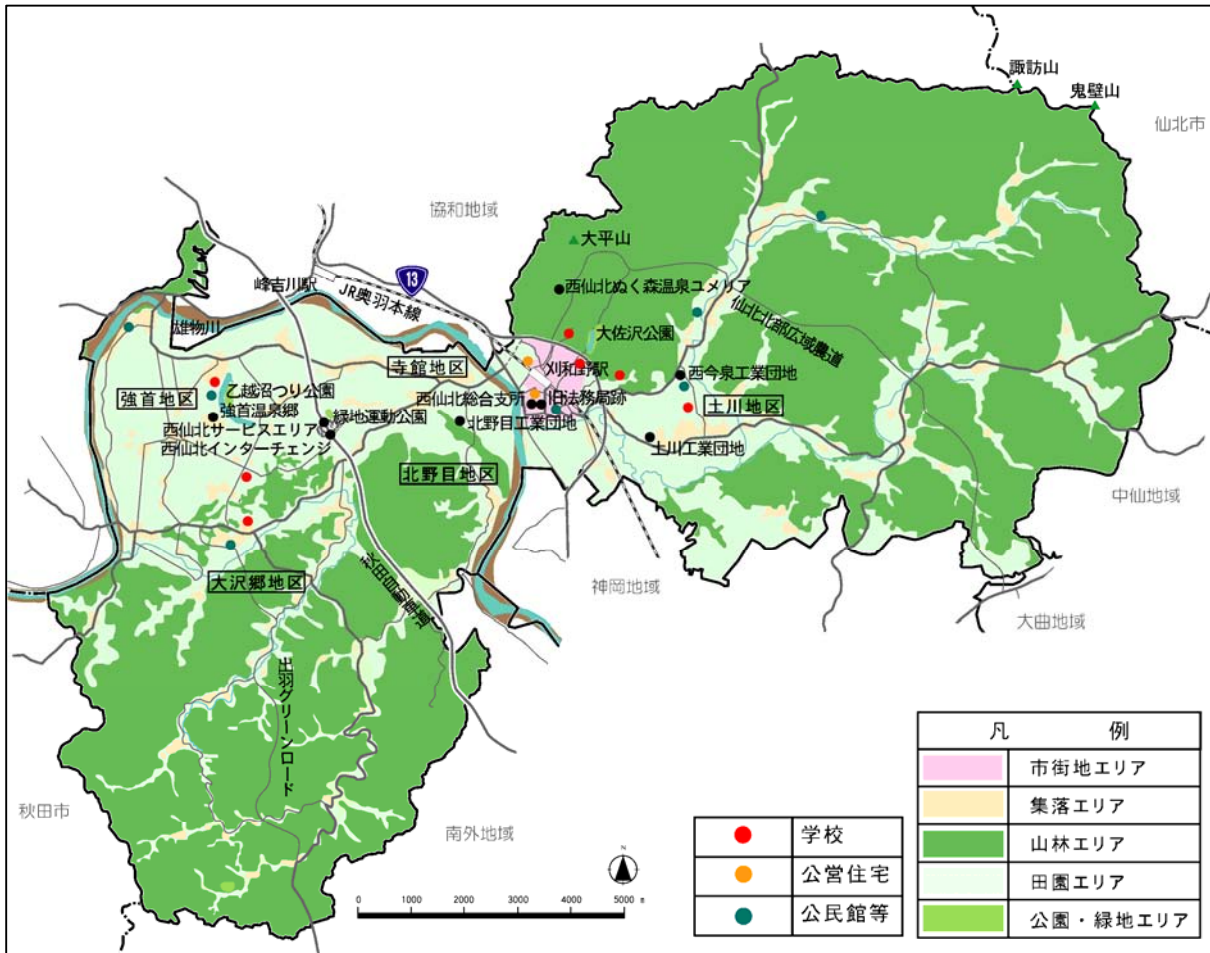 諏訪山
鬼壁山
仙北市
協和地域
大平山
13
峰吉川駅
JR奥羽本線
西仙北ぬく森温泉ユメリア
雄物川
大佐沢公園
仙北北部広域農道
寺館地区
刈和野駅
西今泉工業団地
強首地区
乙越沼つり公園
西仙北総合支所
旧法務局跡
土川地区
強首温泉郷
緑地運動公園
北野目工業団地
西仙北サービスエリア
西仙北インターチェンジ
土川工業団地
北野目地区
中仙地域
大沢郷地区
秋田自動車道
神岡地域
大曲地域
出羽グリーンロード
秋田市
南外地域
N
0 1000 2000 3000 4000 5000 m
学校
公営住宅
公民館等
凡 例
市街地エリア
集落エリア
山林エリア
田園エリア
公園・緑地エリア